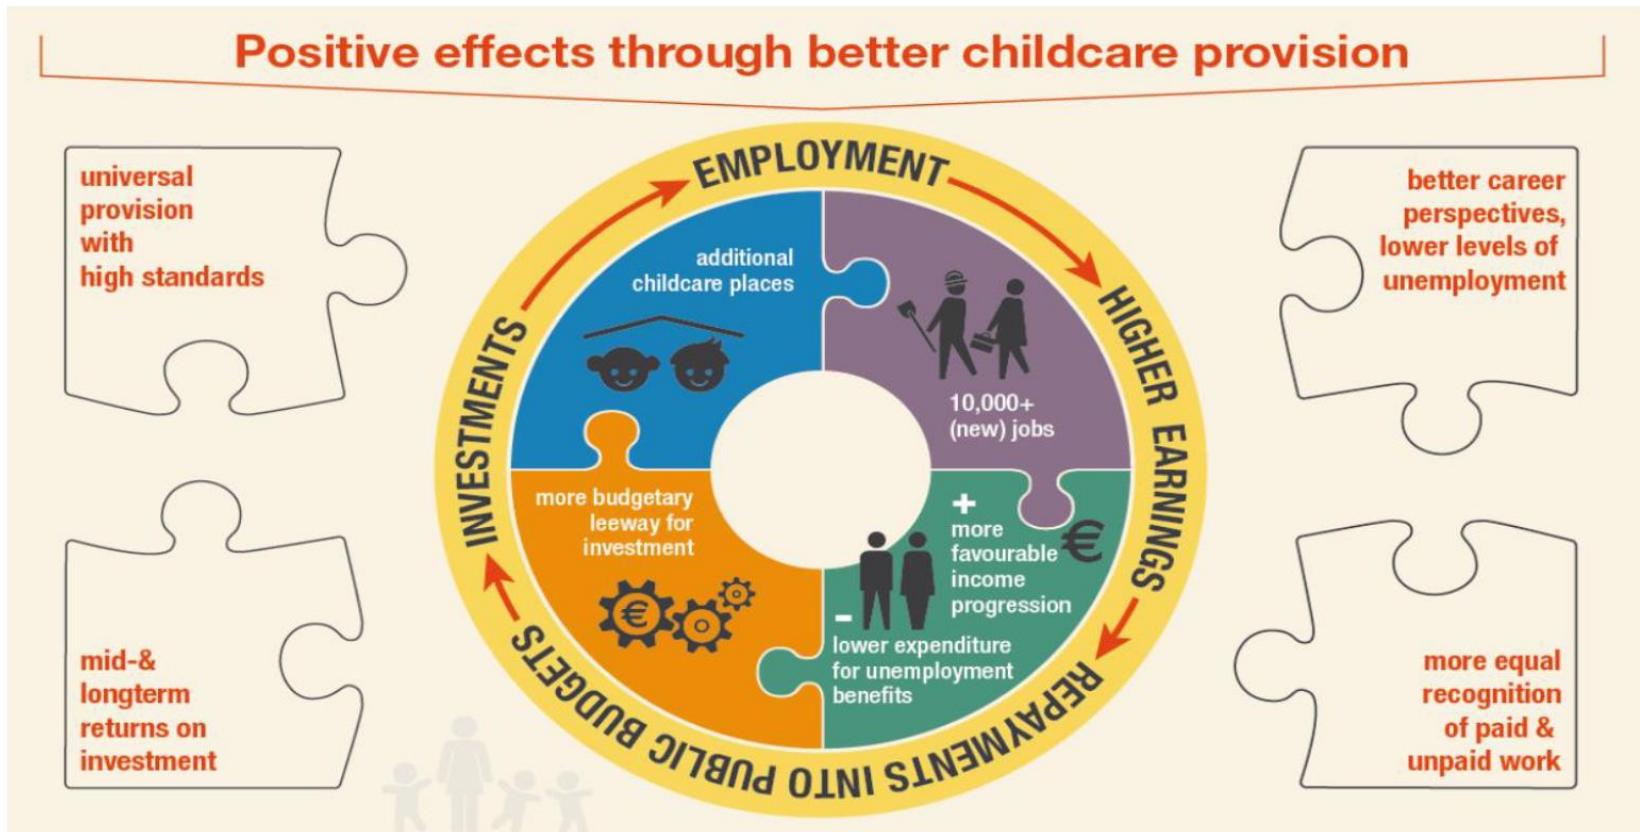 Positive effects through better childcare provision
universal
provision
with
high standards
better career
perspectives,
lower levels of
unemployment
EMPLOYMENT
HIGHER EARNINGS
REPAYMENTS INTO PUBLIC BUDGETS
INVESTMENTS
additional
childcare places
10,000+
(new) jobs
more budgetary
leeway for
investment
€
+
more
favourable
income
progression
€
-
lower expenditure
for unemployment
benefits
mid-&
longterm
returns on
investment
more equal
recognition
of paid &
unpaid work